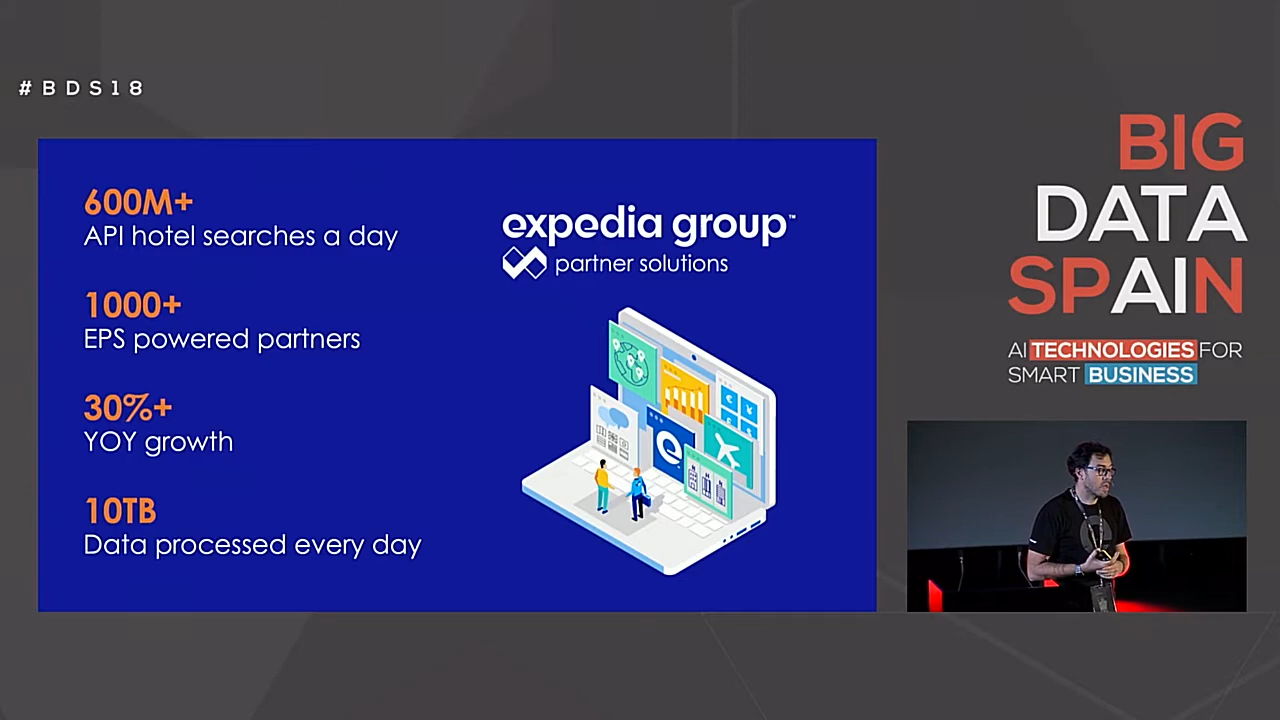 #BDS18
600M+
API hotel searches a day
1000+
EPS powered partners
30%+
YOY growth
10TB
Data processed every day
expedia group™
partner solutions
BIG
DATA
SPAIN
AI TECHNOLOGIES FOR
SMART BUSINESS